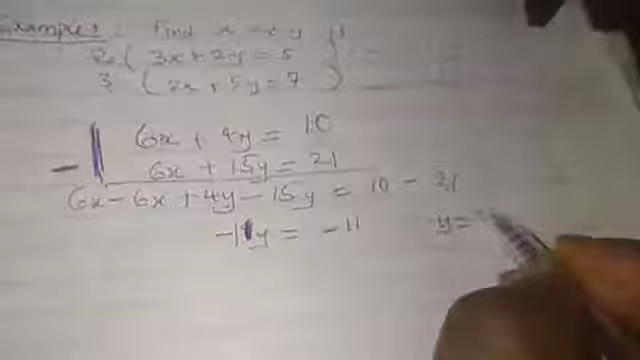 Example: Find x & y if
2 ( 3x + 2y = 5
3 ( 2x + 5y = 7 )
6x + 4y = 10
- 6x + 15y = 21
6x - 6x + 4y - 15y = 10 - 21
-11y = -11 y =